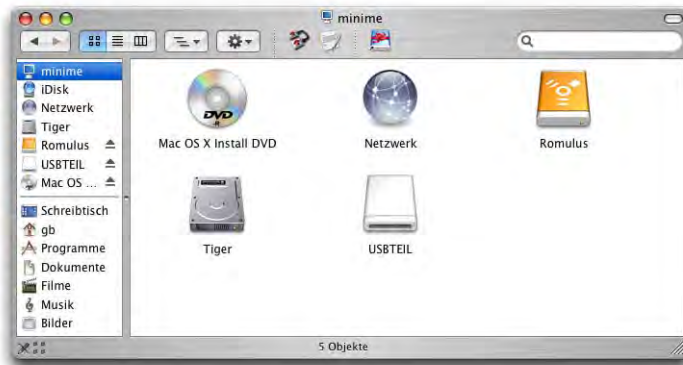 minime
minime
iDisk
Netzwerk
Tiger
Romulus
USBTEIL
Mac OS ...
Schreibtisch
gb
Programme
Dokumente
Filme
Musik
Bilder
DVD
Mac OS X Install DVD
Netzwerk
Romulus
Tiger
USBTEIL
5 Objekte